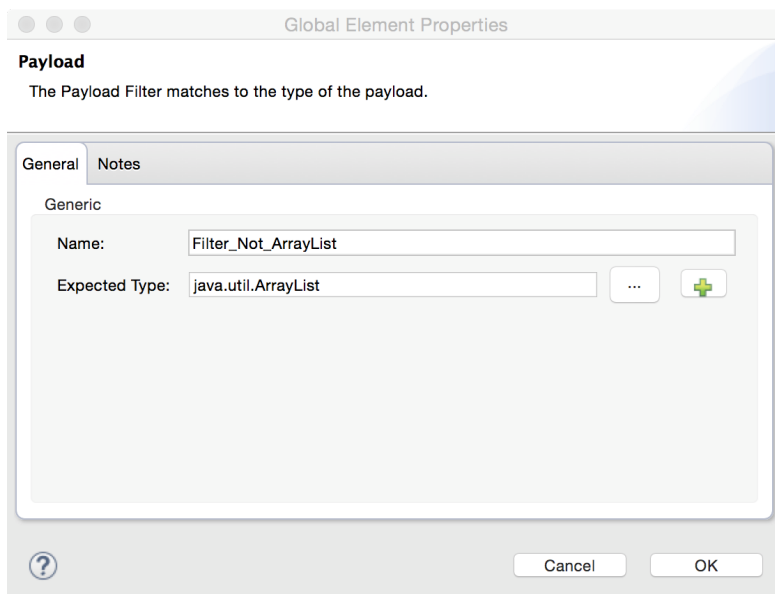 Global Element Properties
Payload
The Payload Filter matches to the type of the payload.
General Notes
Generic
Name: Filter_Not_ArrayList
Expected Type: java.util.ArrayList ...
? Cancel OK